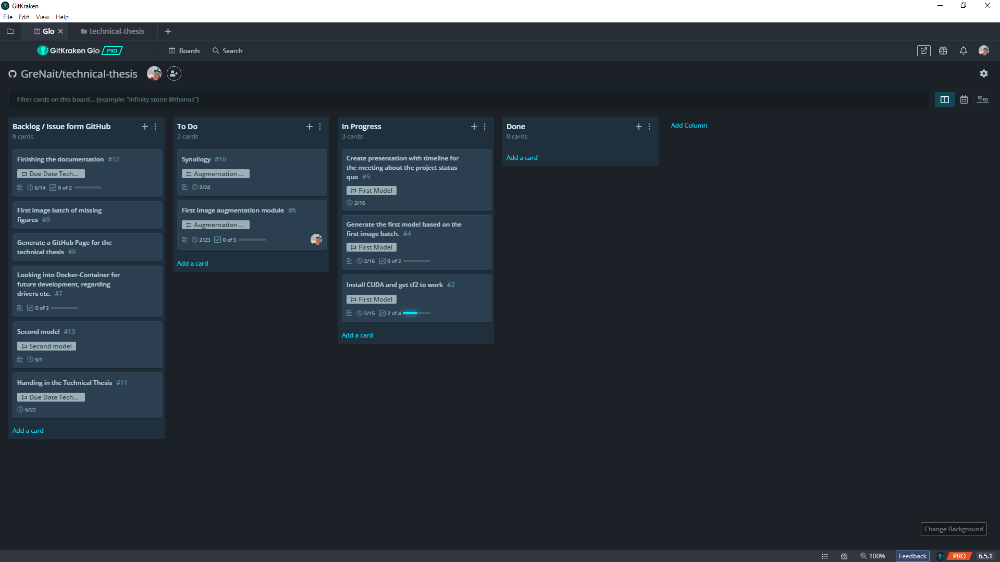 GitKraken
File Edit View Help
Glo
technical-thesis
GitKraken Glo PRO
Boards
Search
GreNait/technical-thesis
Filter cards on this board... (example: "infinity stone @thanos")
Backlog / Issue form GitHub
6 cards
Finishing the documentation #12
Due Date Tech...
6/14 0 of 2
First image batch of missing
figures #9
Generate a GitHub Page for the
technical thesis #8
Looking into Docker-Container for
future development, regarding
drivers etc. #7
0 of 2
Second model #13
Second model
3/1
Handing in the Technical Thesis #11
Due Date Tech...
6/22
Add a card
To Do
2 cards
Synollogy #10
Augmentation ...
2/24
First image augmentation module #6
Augmentation ...
2/23 0 of 5
Add a card
In Progress
3 cards
Create presentation with timeline for
the meeting about the project status
quo #5
First Model
2/16
Generate the first model based on the
first image batch. #4
First Model
2/16 0 of 2
Install CUDA and get tf2 to work #2
First Model
2/15 2 of 4
Add a card
Done
0 cards
Add a card
Add Column
Change Background
100% Feedback PRO 6.5.1